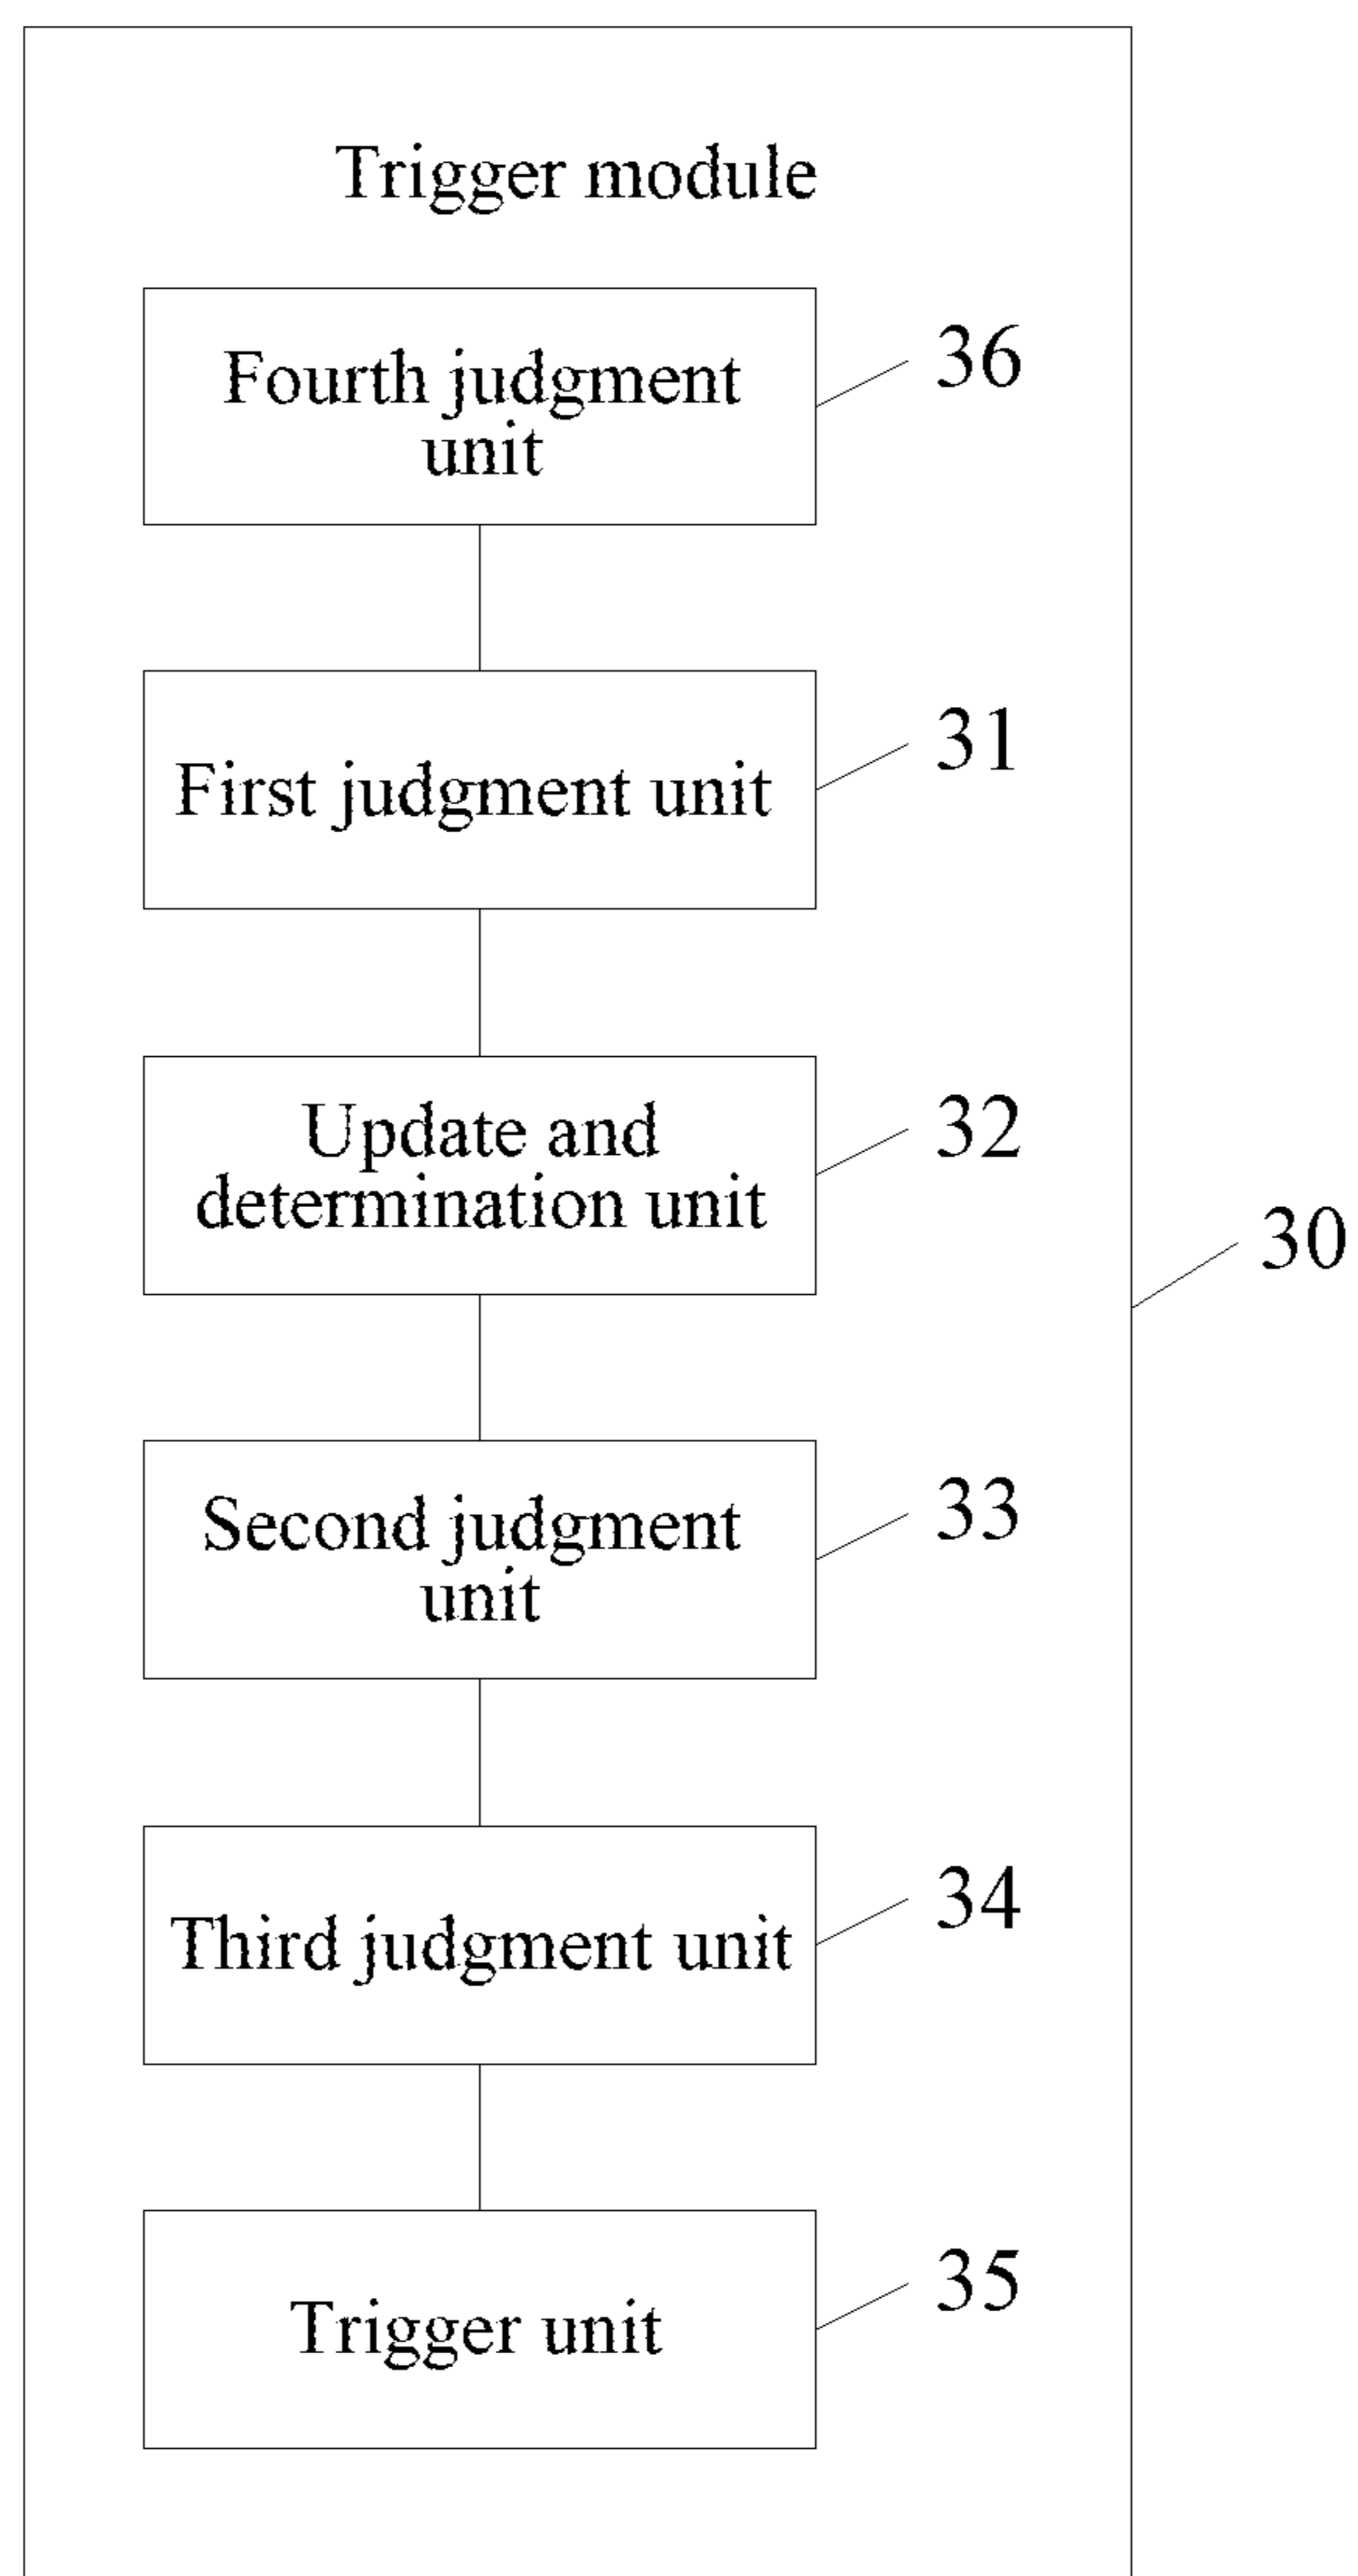 Trigger module
Fourth judgment
unit
36
First judgment unit
31
Update and
determination unit
32
30
Second judgment
unit
33
Third judgment unit
34
Trigger unit
35